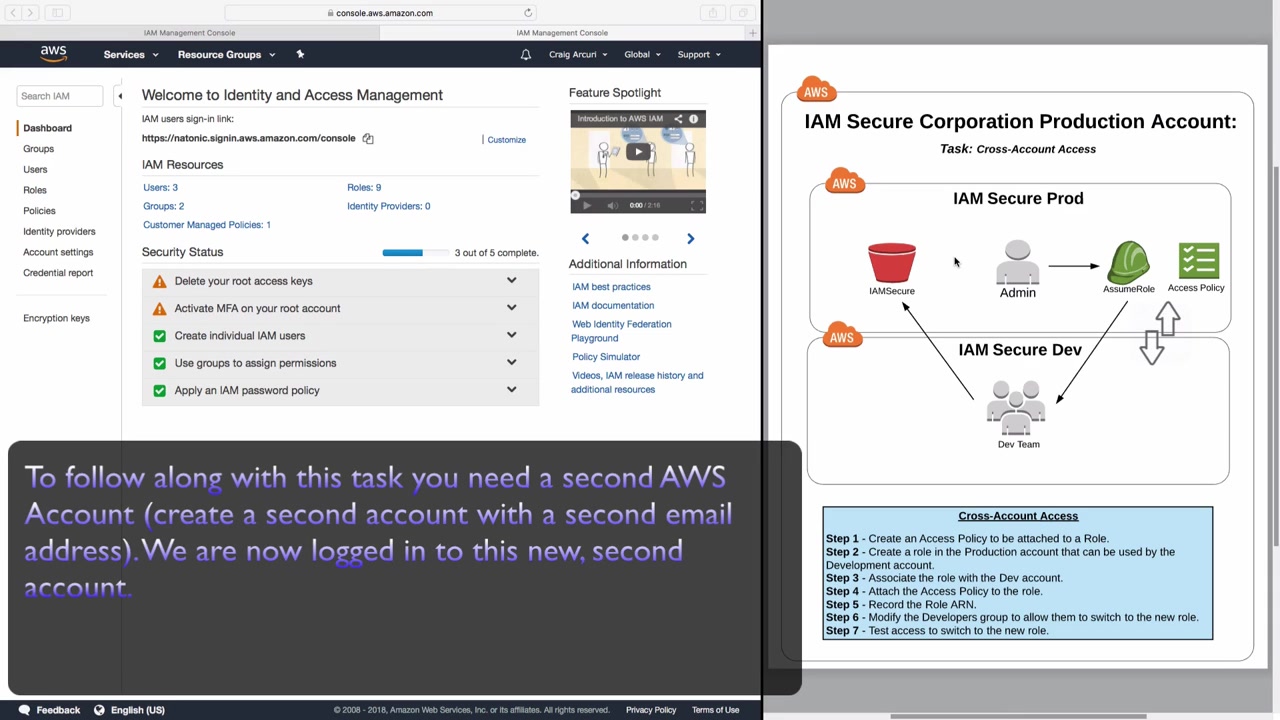 console.aws.amazon.com
IAM Management Console
IAM Management Console
aws
Services
Resource Groups
Craig Arcuri
Global
Support
Search IAM
Dashboard
Groups
Users
Roles
Policies
Identity providers
Account settings
Credential report
Encryption keys
Welcome to Identity and Access Management
IAM users sign-in link:
https://natonic.signin.aws.amazon.com/console
Customize
IAM Resources
Users: 3
Roles: 9
Groups: 2
Identity Providers: 0
Customer Managed Policies: 1
Security Status
3 out of 5 complete.
Delete your root access keys
Activate MFA on your root account
Create individual IAM users
Use groups to assign permissions
Apply an IAM password policy
Feature Spotlight
Introduction to AWS IAM
0:00 / 2:16
Additional Information
IAM best practices
IAM documentation
Web Identity Federation
Playground
Policy Simulator
Videos, IAM release history and
additional resources
To follow along with this task you need a second AWS
Account (create a second account with a second email
address). We are now logged in to this new, second
account.
Feedback
English (US)
© 2008 - 2018, Amazon Web Services, Inc. or its affiliates. All rights reserved.
Privacy Policy
Terms of Use
AWS
IAM Secure Corporation Production Account:
Task: Cross-Account Access
AWS
IAM Secure Prod
IAMSecure
Admin
AssumeRole
Access Policy
AWS
IAM Secure Dev
Dev Team
Cross-Account Access
Step 1 - Create an Access Policy to be attached to a Role.
Step 2 - Create a role in the Production account that can be used by the
Development account.
Step 3 - Associate the role with the Dev account.
Step 4 - Attach the Access Policy to the role.
Step 5 - Record the Role ARN.
Step 6 - Modify the Developers group to allow them to switch to the new role.
Step 7 - Test access to switch to the new role.